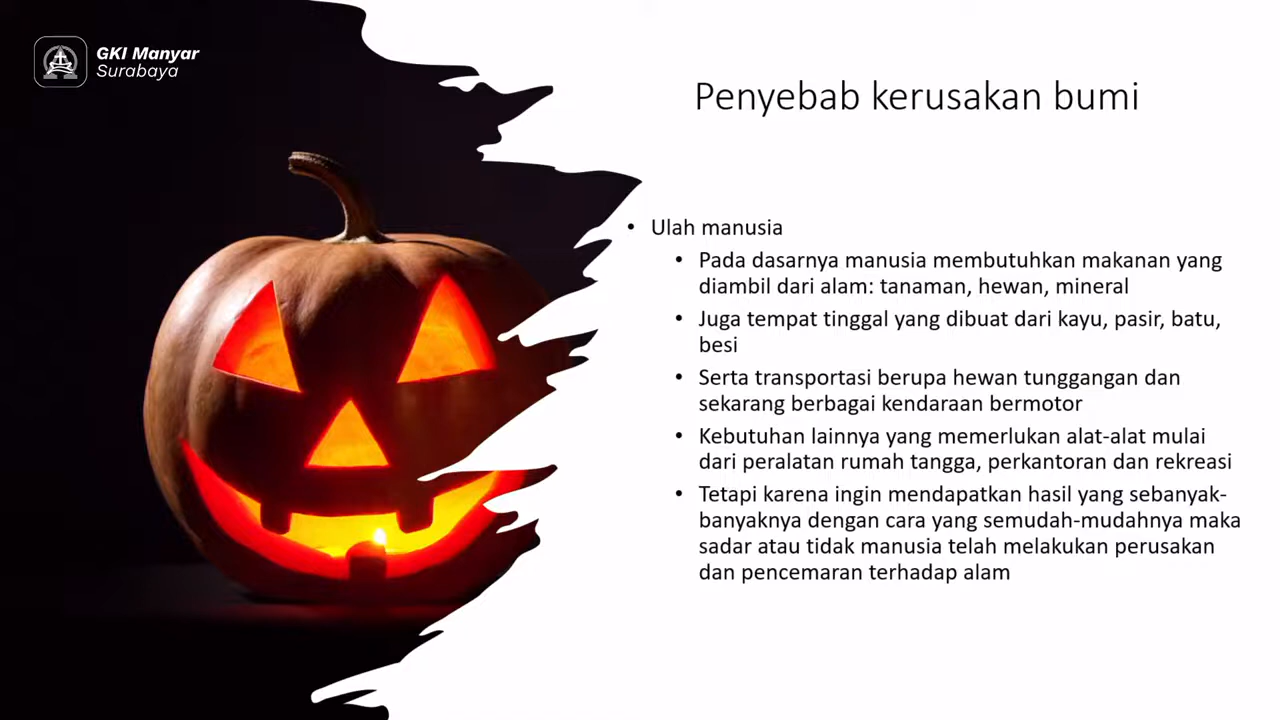 GKI Manyar
Surabaya
Penyebab kerusakan bumi
• Ulah manusia
• Pada dasarnya manusia membutuhkan makanan yang
diambil dari alam: tanaman, hewan, mineral
• Juga tempat tinggal yang dibuat dari kayu, pasir, batu,
besi
• Serta transportasi berupa hewan tunggangan dan
sekarang berbagai kendaraan bermotor
• Kebutuhan lainnya yang memerlukan alat-alat mulai
dari peralatan rumah tangga, perkantoran dan rekreasi
• Tetapi karena ingin mendapatkan hasil yang sebanyak-
banyaknya dengan cara yang semudah-mudahnya maka
sadar atau tidak manusia telah melakukan perusakan
dan pencemaran terhadap alam